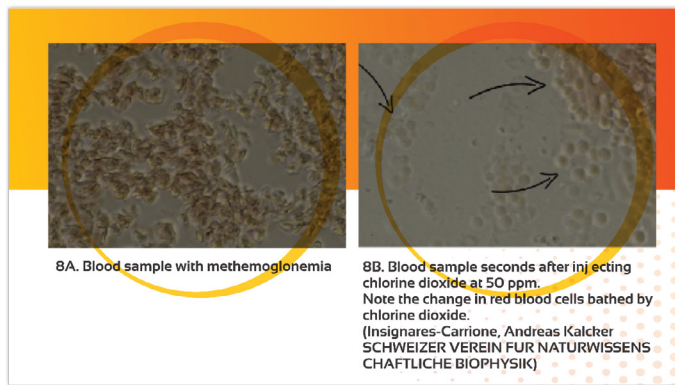 8A. Blood sample with methemoglonemia
8B. Blood sample seconds after inj ecting
chlorine dioxide at 50 ppm.
Note the change in red blood cells bathed by
chlorine dioxide.
(Insignares-Carrione, Andreas Kalcker
SCHWEIZER VEREIN FUR NATURWISSENS
CHAFTLICHE BIOPHYSIK)